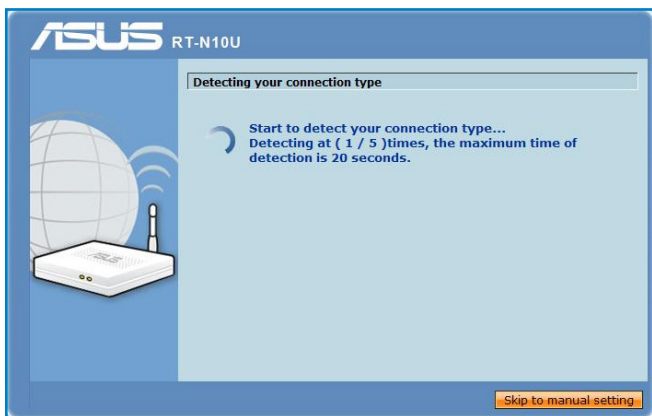 ASUS RT-N10U
Detecting your connection type
Start to detect your connection type...
Detecting at ( 1 / 5 )times, the maximum time of
detection is 20 seconds.
ASUS
Skip to manual setting